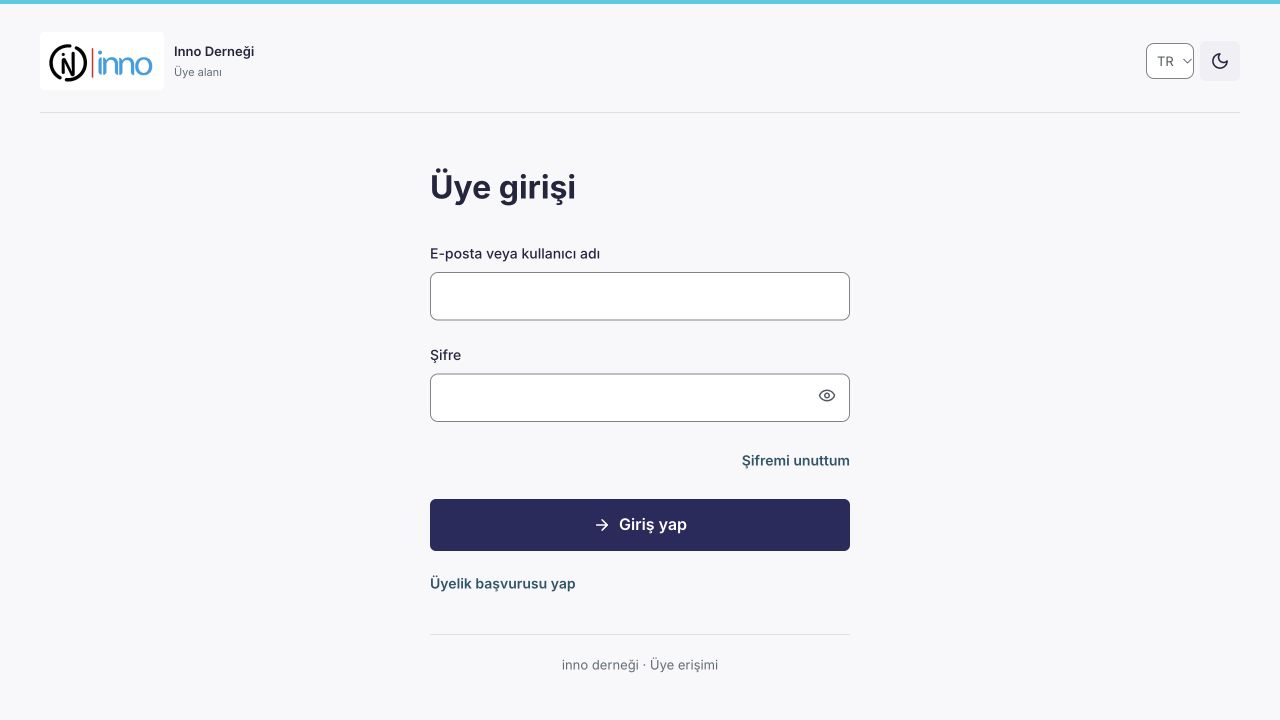 inno
Inno Derneği
Üye alanı
TR
Üye girişi
E-posta veya kullanıcı adı
Şifre
Şifremi unuttum
Giriş yap
Üyelik başvurusu yap
inno derneği · Üye erişimi